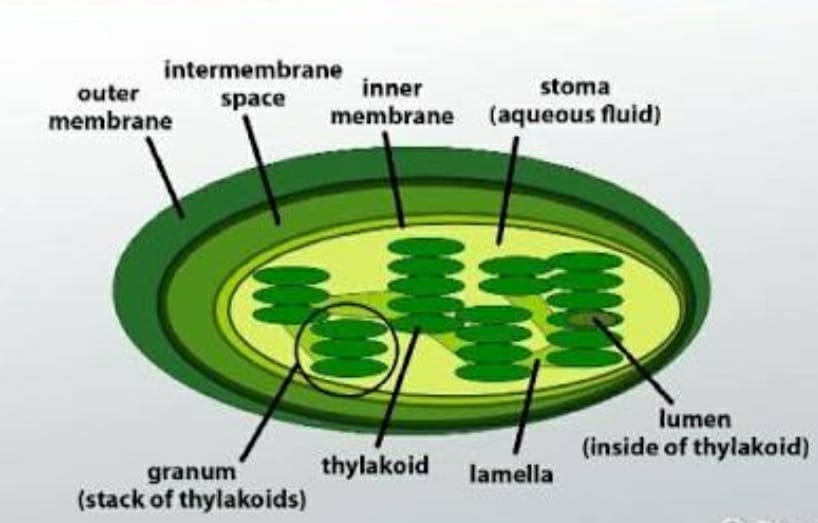 outer
membrane
intermembrane
space
inner
membrane
stoma
(aqueous fluid)
granum
(stack of thylakoids)
thylakoid
lamella
lumen
(inside of thylakoid)